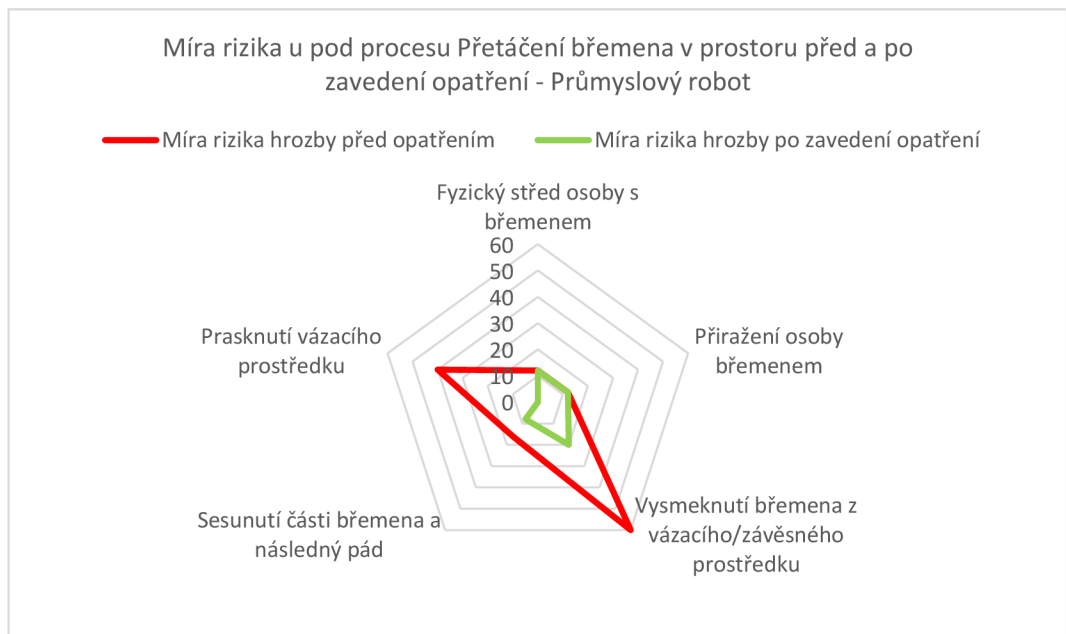 Míra rizika u pod procesu Přetáčení břemena v prostoru před a po
zavedení opatření - Průmyslový robot
Míra rizika hrozby před opatřením
Míra rizika hrozby po zavedení opatření
Fyzický střed osoby s
břemenem
60
50
40
30
20
10
0
Přiražení osoby
břemenem
Vysmeknutí břemena z
vázacího/závěsného
prostředku
Sesunutí části břemena a
následný pád
Prasknutí vázacího
prostředku